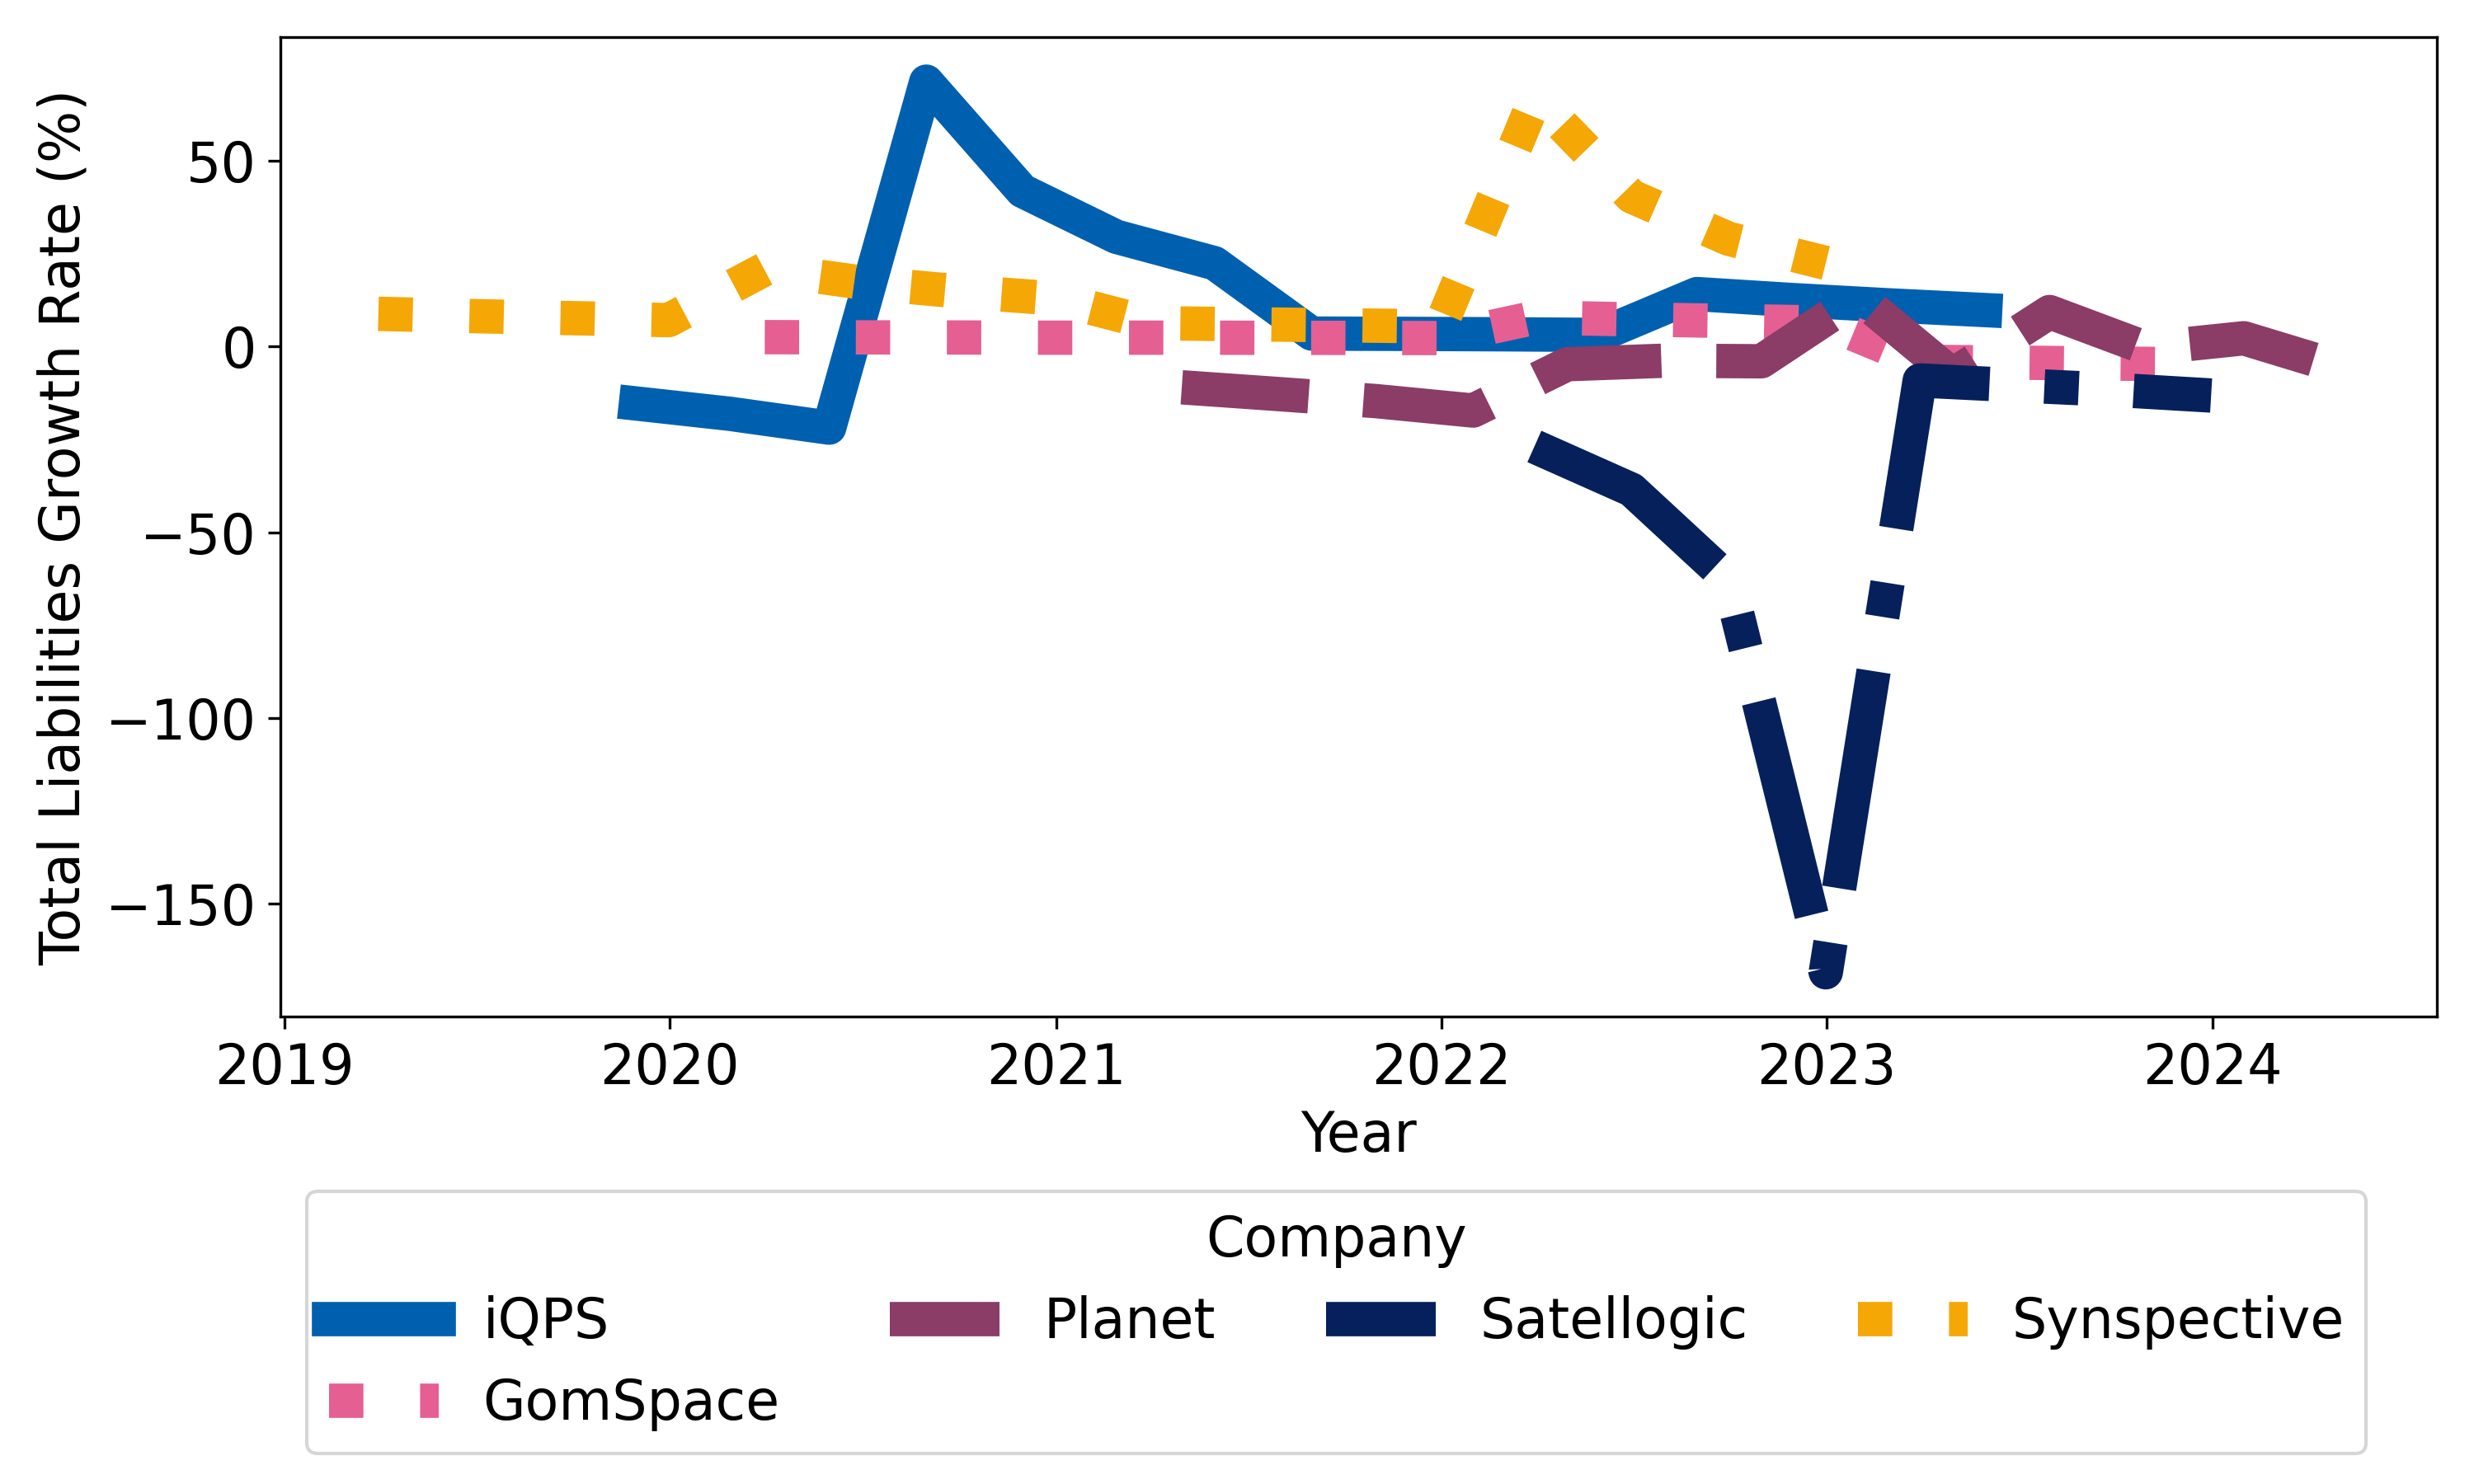 Total Liabilities Growth Rate (%)
50
0
−50
−100
−150
2019 2020 2021 2022 2023 2024
Year
Company
iQPS Planet Satellogic Synspective
GomSpace